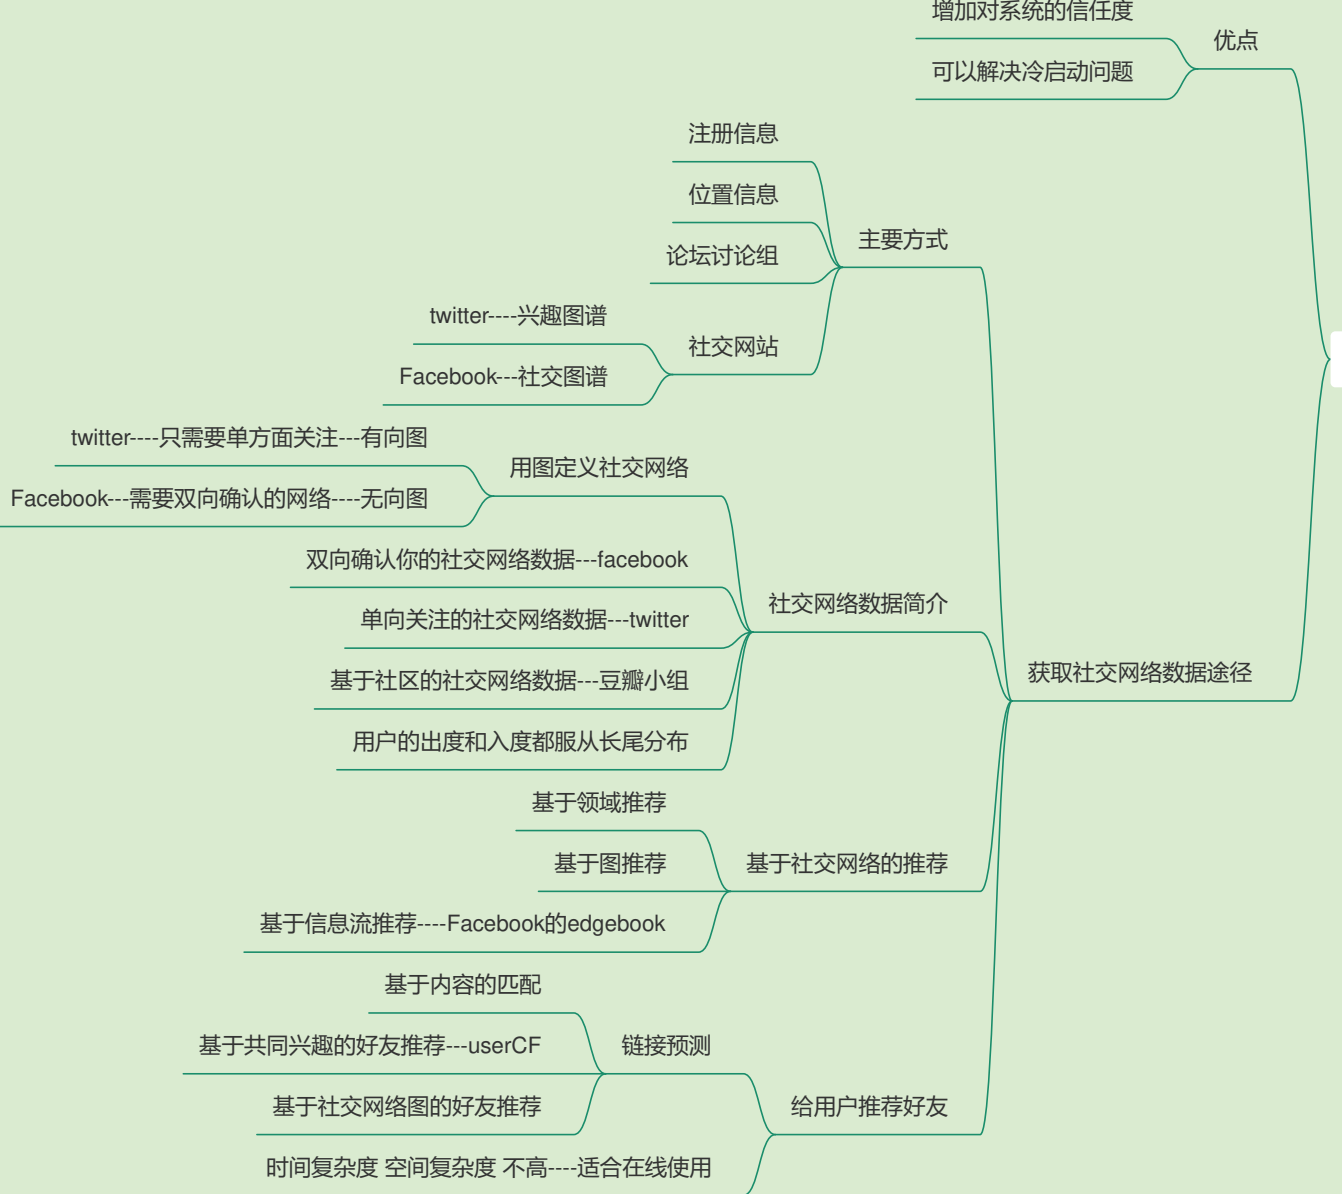 增加对系统的信任度
优点
可以解决冷启动问题
注册信息
位置信息
主要方式
论坛讨论组
twitter----兴趣图谱
社交网站
Facebook---社交图谱
twitter----只需要单方面关注---有向图
用图定义社交网络
Facebook---需要双向确认的网络----无向图
双向确认你的社交网络数据---facebook
社交网络数据简介
单向关注的社交网络数据---twitter
获取社交网络数据途径
基于社区的社交网络数据---豆瓣小组
用户的出度和入度都服从长尾分布
基于领域推荐
基于图推荐
基于社交网络的推荐
基于信息流推荐----Facebook的edgebook
基于内容的匹配
基于共同兴趣的好友推荐---userCF
链接预测
基于社交网络图的好友推荐
给用户推荐好友
时间复杂度 空间复杂度 不高----适合在线使用